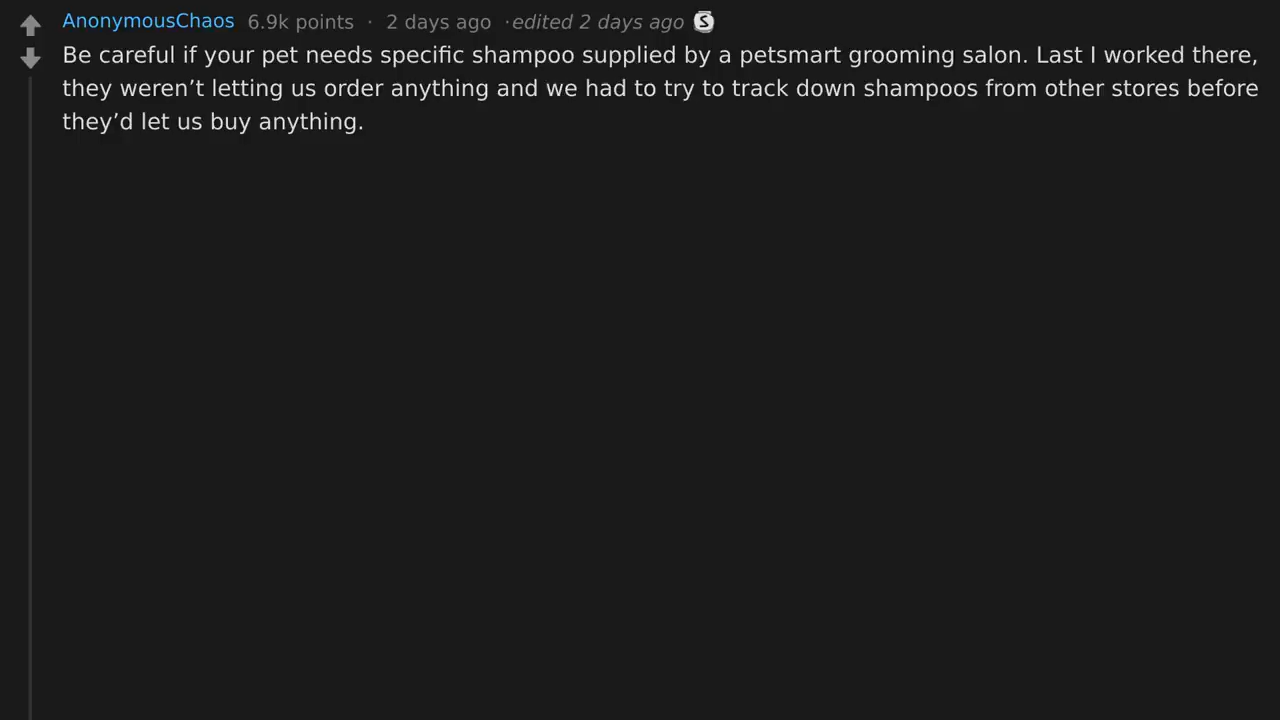 AnonymousChaos 6.9k points · 2 days ago ·edited 2 days ago S
Be careful if your pet needs specific shampoo supplied by a petsmart grooming salon. Last I worked there,
they weren’t letting us order anything and we had to try to track down shampoos from other stores before
they’d let us buy anything.